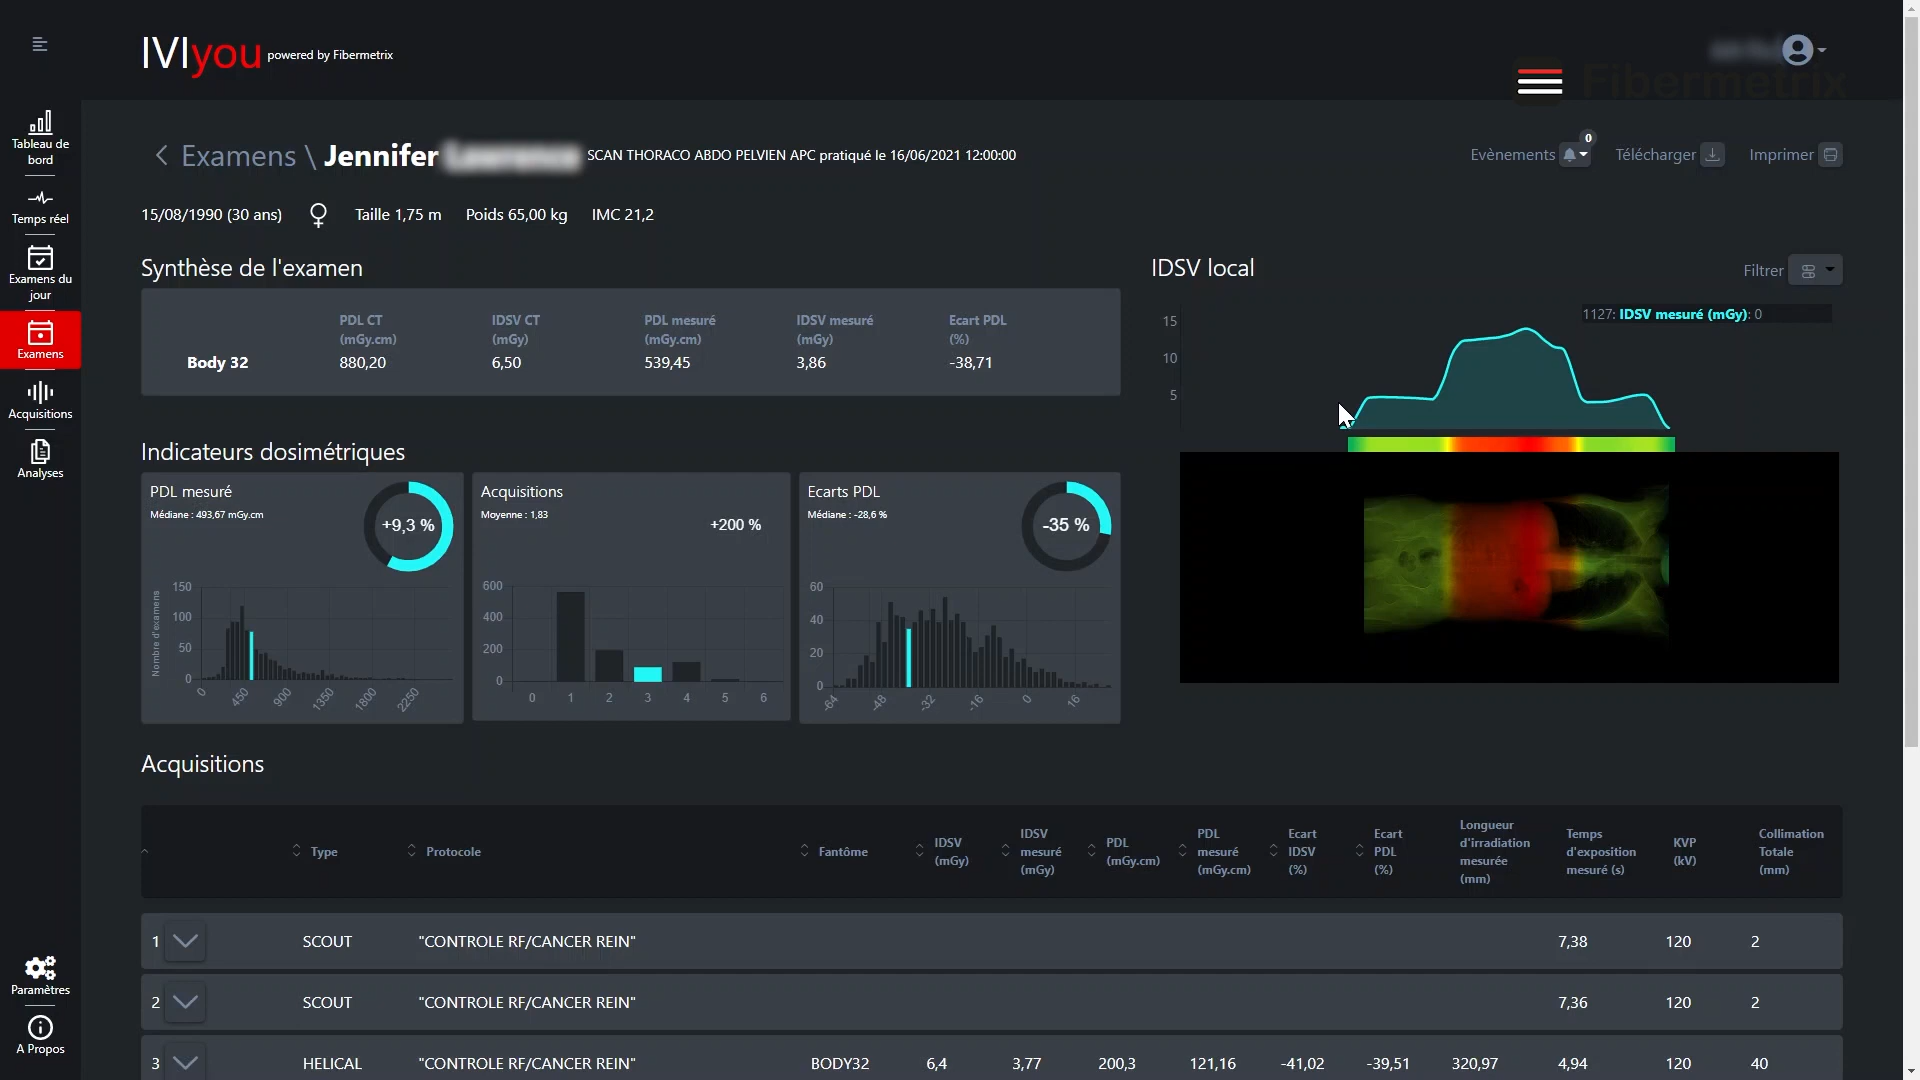 IVIyou powered by Fibermetrix
Fibermetrix
Tableau de
bord
Temps réel
Examens du
jour
Examens
Acquisitions
Analyses
Paramètres
A Propos
Examens \ Jennifer SCAN THORACO ABDO PELVIEN APC pratiqué le 16/06/2021 12:00:00
Evènements 0 Télécharger Imprimer
15/08/1990 (30 ans) Taille 1,75 m Poids 65,00 kg IMC 21,2
Synthèse de l'examen
PDL CT IDSV CT PDL mesuré IDSV mesuré Ecart PDL
(mGy.cm) (mGy) (mGy.cm) (mGy) (%)
Body 32 880,20 6,50 539,45 3,86 -38,71
IDSV local
Filtrer
1127: IDSV mesuré (mGy): 0
15
10
5
Indicateurs dosimétriques
PDL mesuré
Médiane : 493,67 mGy.cm
+9,3 %
Nombre d'examens
150
100
50
0
0 450 900 1350 1800 2250
Acquisitions
Moyenne : 1,83
+200 %
600
400
200
0
0 1 2 3 4 5 6
Ecarts PDL
Médiane : -28,6 %
-35 %
60
40
20
0
-64 -48 -32 -16 0 16
Acquisitions
Type Protocole Fantôme
IDSV
(mGy)
IDSV
mesuré
(mGy)
PDL
(mGy.cm)
PDL
mesuré
(mGy.cm)
Ecart
IDSV
(%)
Ecart
PDL
(%)
Longueur
d'irradiation
mesurée
(mm)
Temps
d'exposition
mesuré (s)
KVP
(kV)
Collimation
Totale
(mm)
1 SCOUT "CONTROLE RF/CANCER REIN" 7,38 120 2
2 SCOUT "CONTROLE RF/CANCER REIN" 7,36 120 2
3 HELICAL "CONTROLE RF/CANCER REIN" BODY32 6,4 3,77 200,3 121,16 -41,02 -39,51 320,97 4,94 120 40